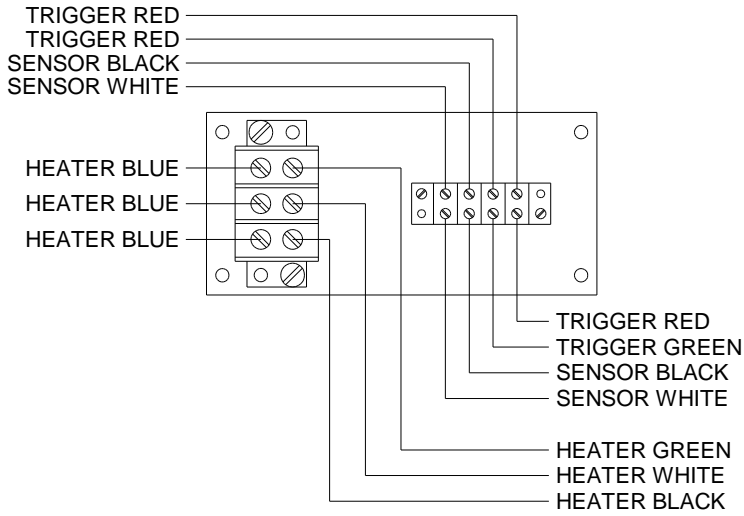 TRIGGER RED
TRIGGER RED
SENSOR BLACK
SENSOR WHITE
HEATER BLUE
HEATER BLUE
HEATER BLUE
TRIGGER RED
TRIGGER GREEN
SENSOR BLACK
SENSOR WHITE
HEATER GREEN
HEATER WHITE
HEATER BLACK